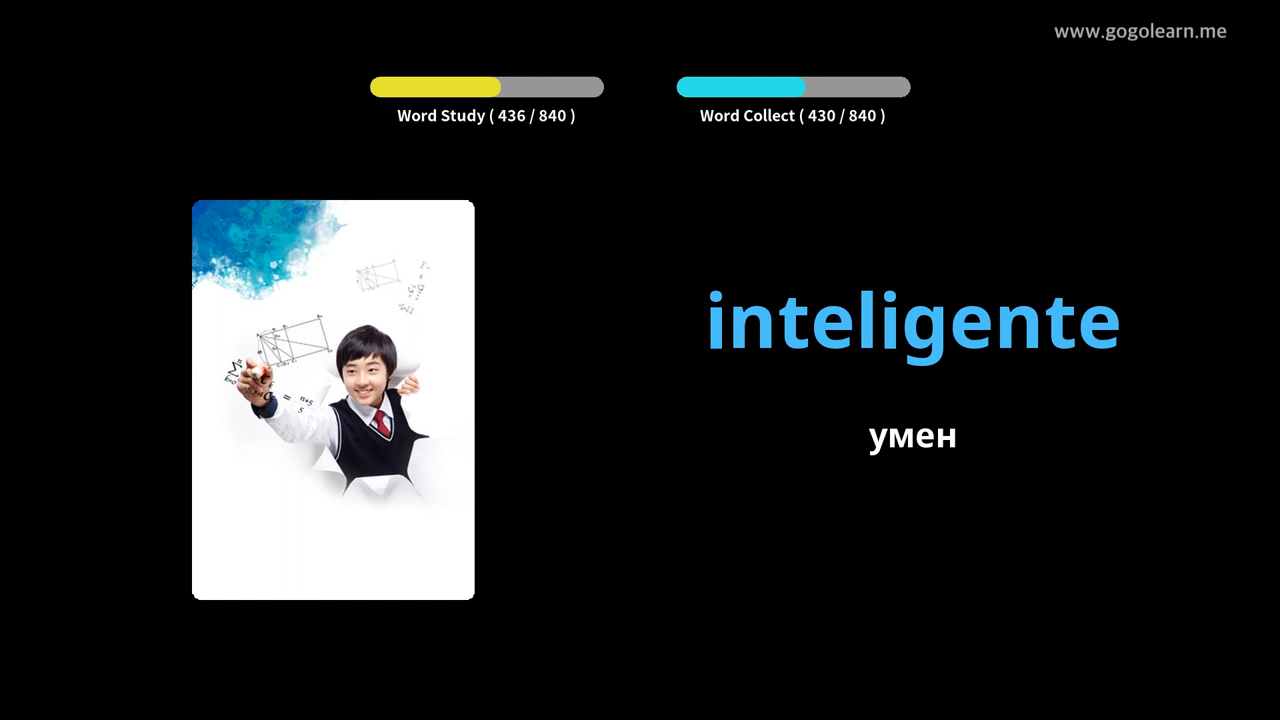 www.gogolearn.me
Word Study ( 436 / 840 )
Word Collect ( 430 / 840 )
inteligente
умен